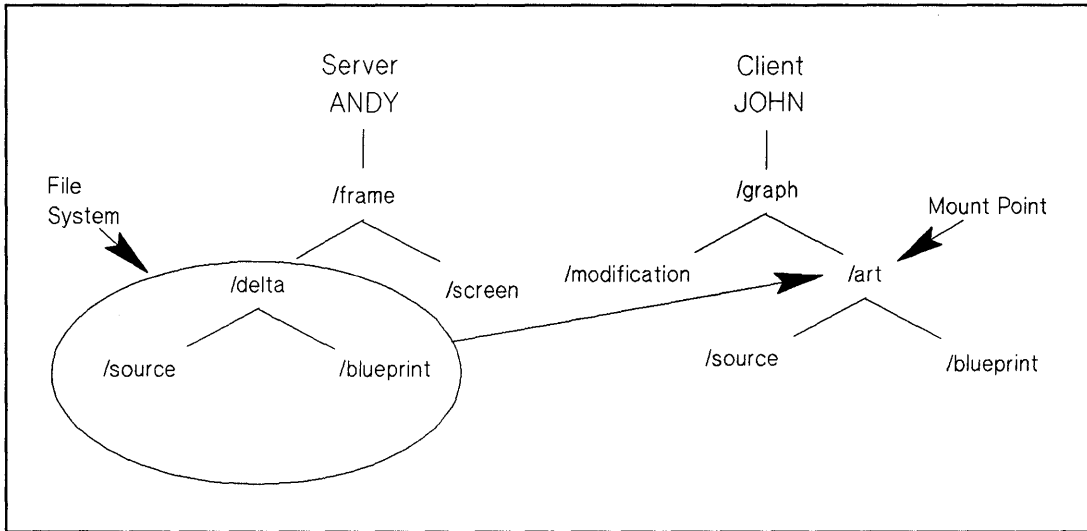 Server
ANDY
Client
JOHN
File
System
/frame
/graph
Mount Point
/delta
/screen
/modification
/art
/source
/blueprint
/source
/blueprint